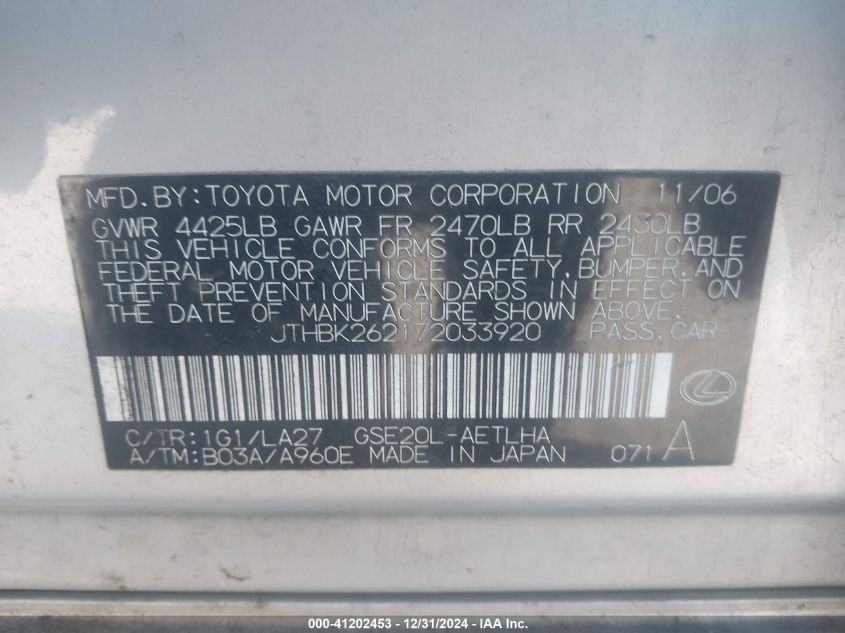 MFD.BY:TOYOTA MOTOR CORPORATION 11/06
GVWR 4425LB GAWR FR 2470LB RR 2430LB
THIS VEHICLE CONFORMS TO ALL APPLICABLE
FEDERAL MOTOR VEHICLE SAFETY,BUMPER,AND
THEFT PREVENTION STANDARDS IN EFFECT ON
THE DATE OF MANUFACTURE SHOWN ABOVE.
JTHBK262172033920 PASS.CAR
C/TR:1G1/LA27 GSE20L-AETLHA
A/TM:B03A/A960E MADE IN JAPAN 071 A
000-41202453 - 12/31/2024 - IAA Inc.